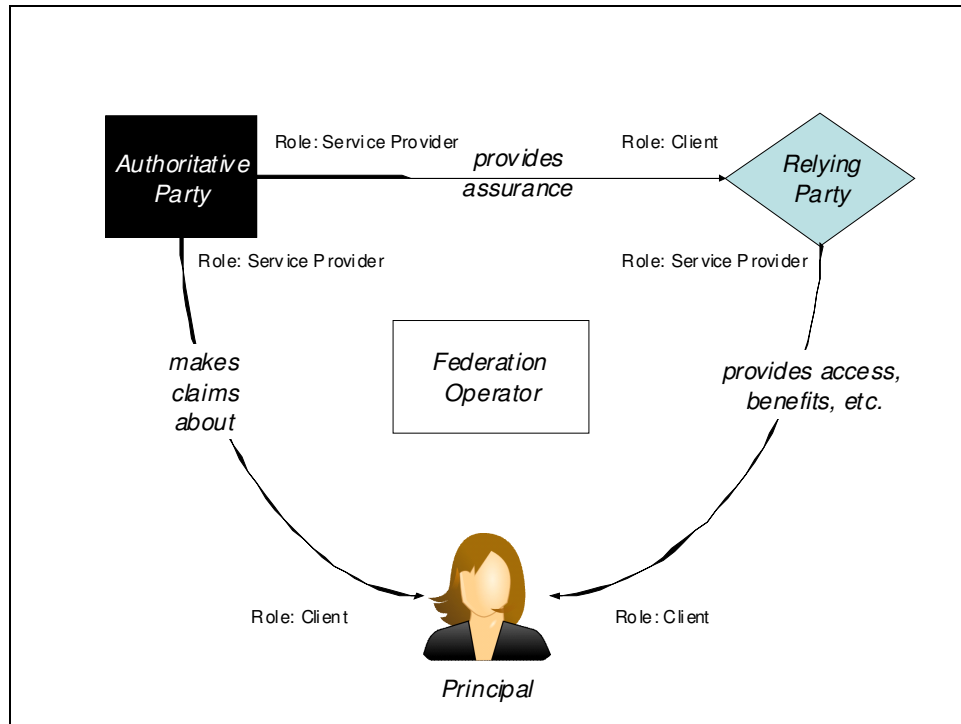 Authoritative
Party
Role: Service Provider
provides
assurance
Role: Client
Relying
Party
Role: Service Provider
Role: Service Provider
makes
claims
about
Federation
Operator
provides access,
benefits, etc.
Role: Client
Role: Client
Principal